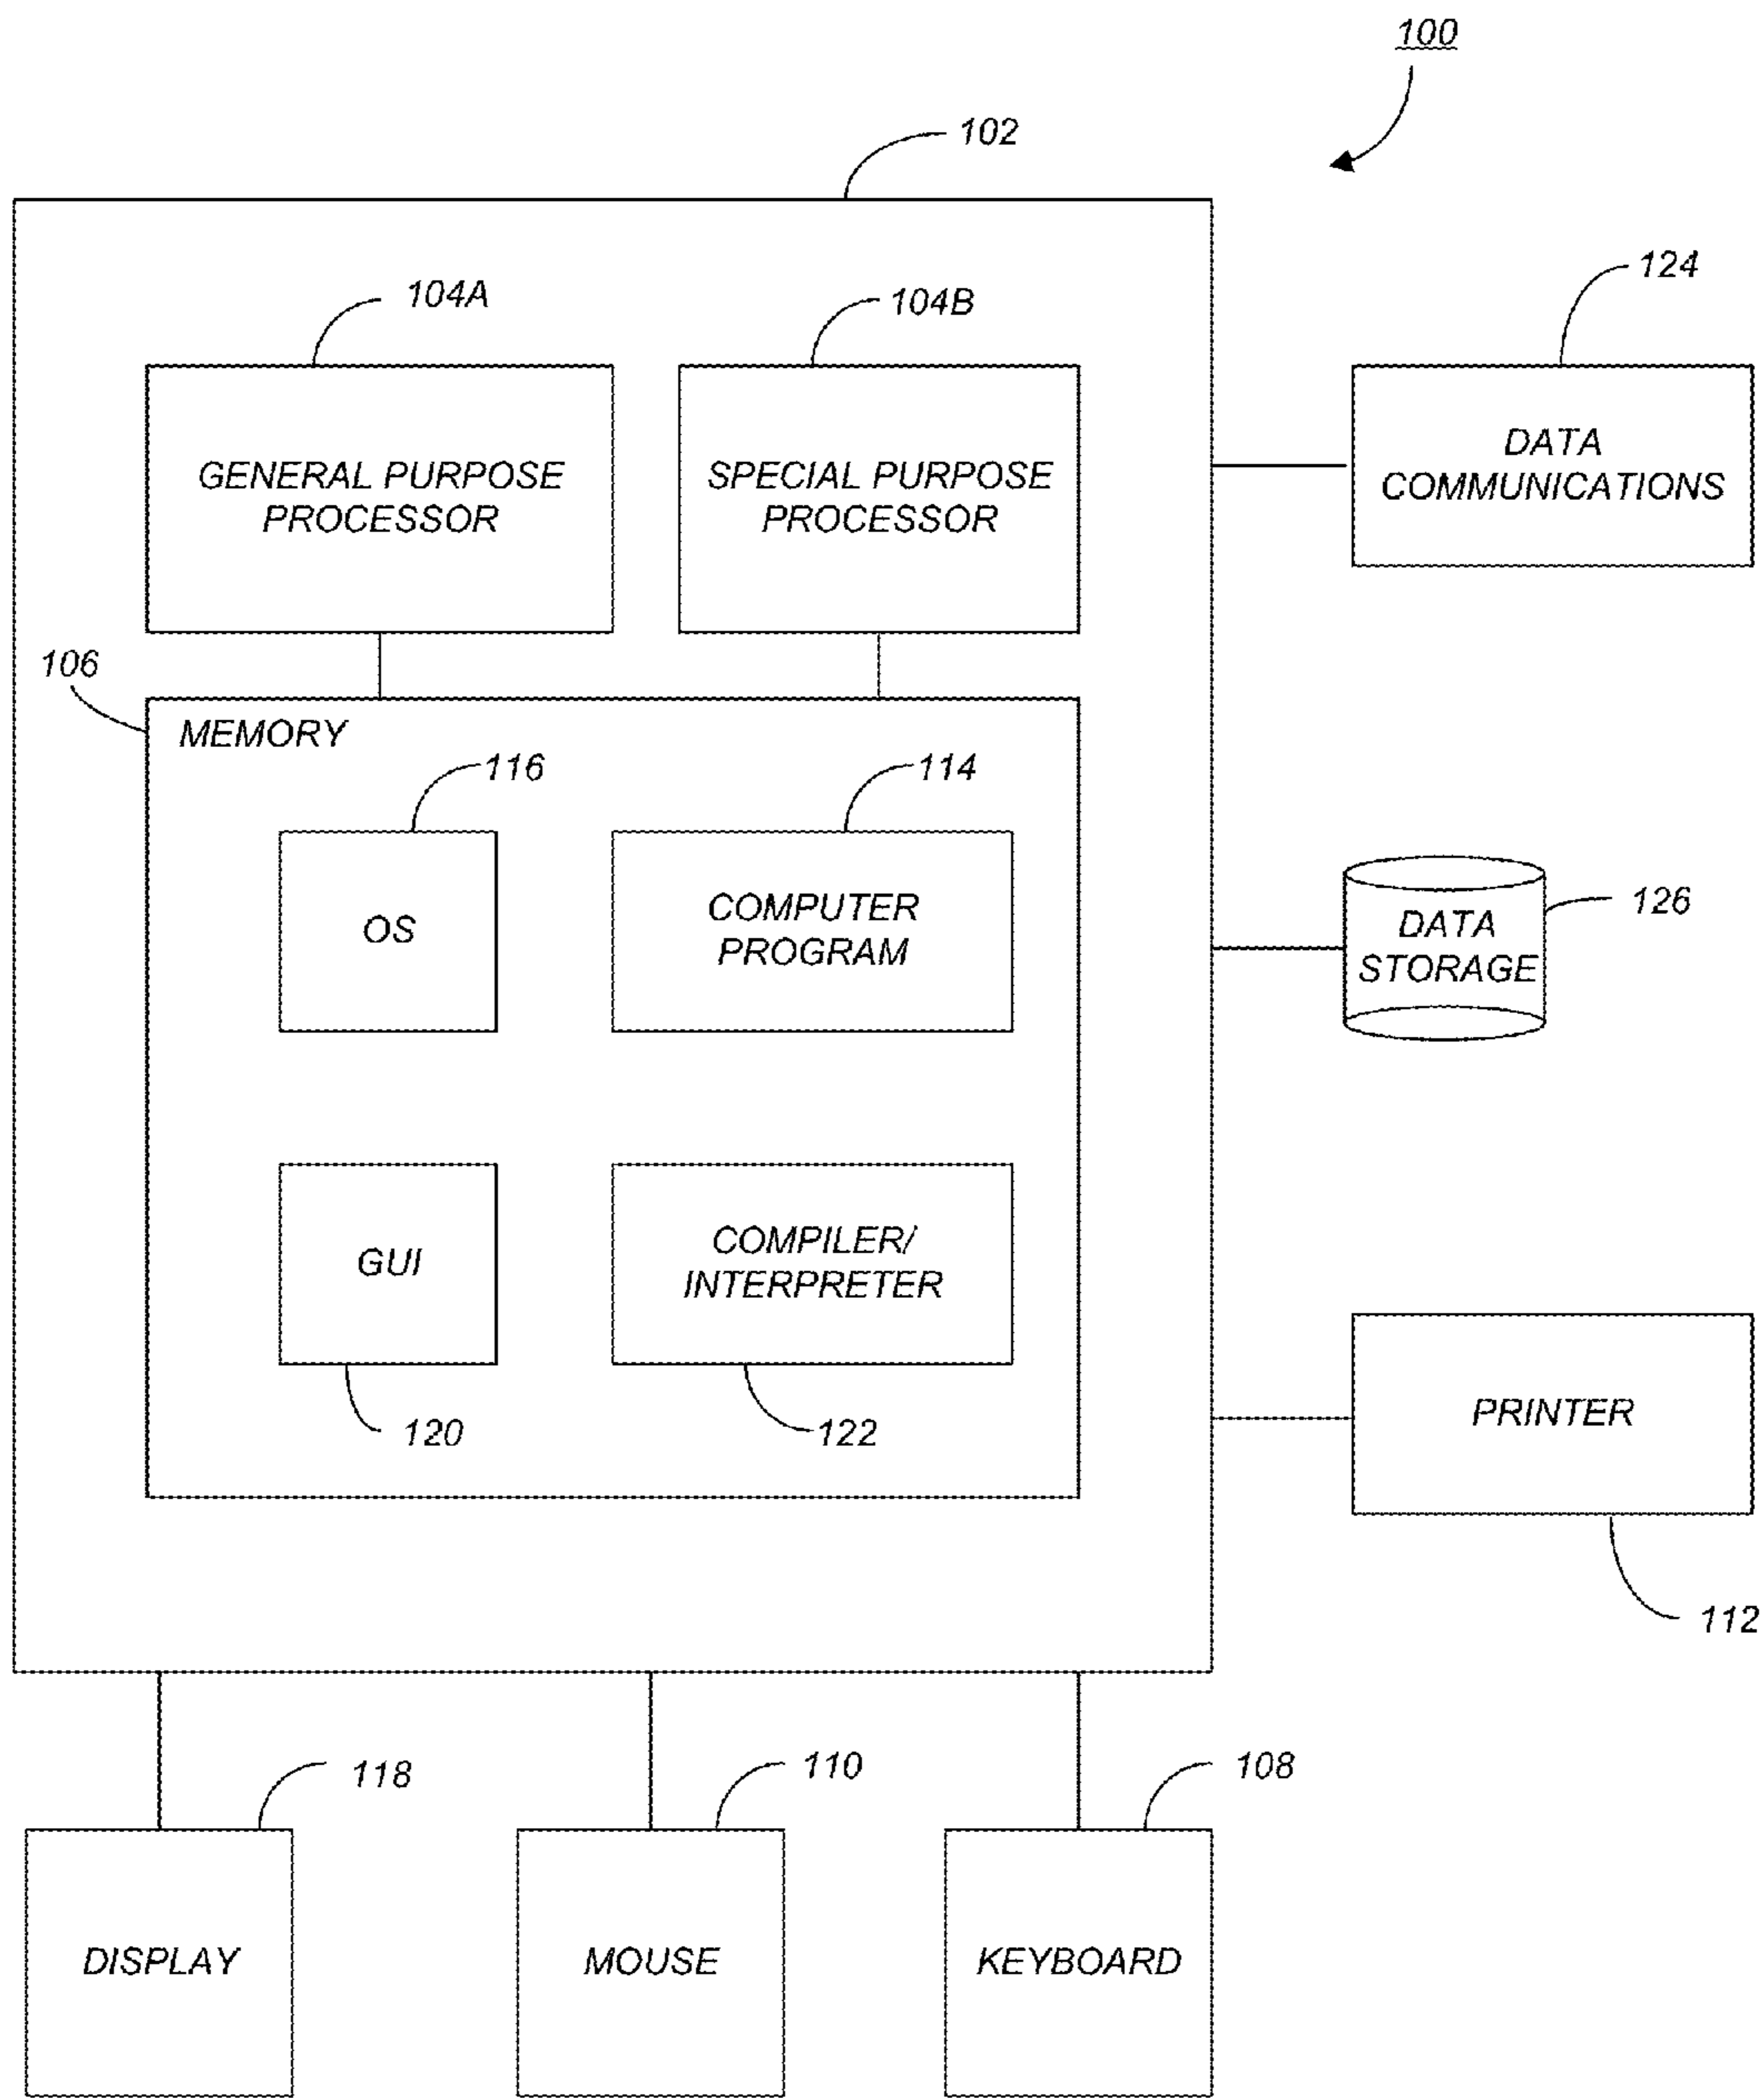 100
102
104A
104B
124
GENERAL PURPOSE
PROCESSOR
SPECIAL PURPOSE
PROCESSOR
DATA
COMMUNICATIONS
106
MEMORY
116
114
OS
COMPUTER
PROGRAM
DATA
STORAGE
126
GUI
COMPILER/
INTERPRETER
120
122
PRINTER
112
118
110
108
DISPLAY
MOUSE
KEYBOARD